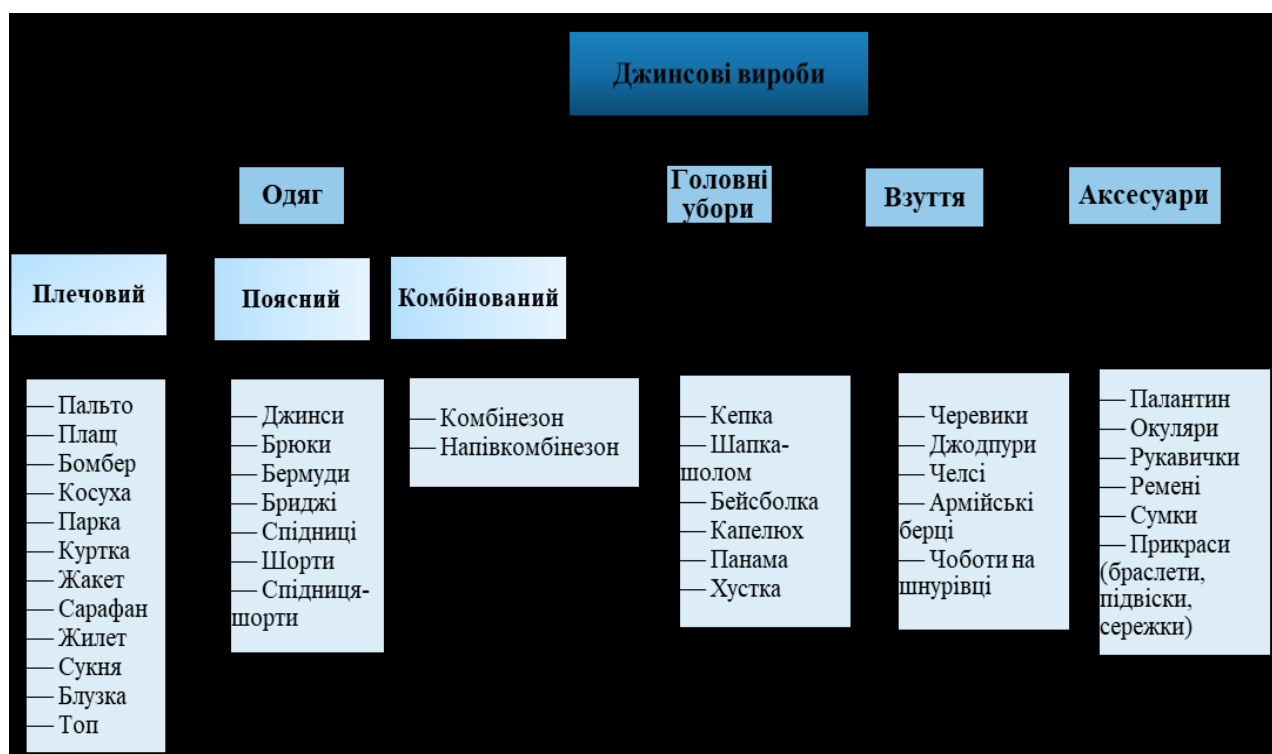 Джинсові вироби
Одяг
Головні
убори
Взуття
Аксесуари
Плечовий
Поясний
Комбінований
— Пальто
— Плащ
— Бомбер
— Косуха
— Парка
— Куртка
— Жакет
— Сарафан
— Жилет
— Сукня
— Блузка
— Топ
— Джинси
— Брюки
— Бермуди
— Бриджі
— Спідниці
— Шорти
— Спідниця-
шорти
— Комбінезон
— Напівкомбінезон
— Кепка
— Шапка-
шолом
— Бейсболка
— Капелюх
— Панама
— Хустка
— Черевики
— Джодпури
— Челсі
— Армійські
берці
— Чоботи на
шнурівці
— Палантин
— Окуляри
— Рукавички
— Ремені
— Сумки
— Прикраси
(браслети,
підвіски,
сережки)